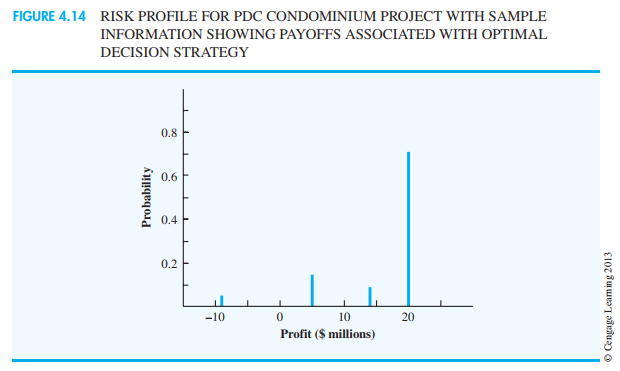 FIGURE 4.14 RISK PROFILE FOR PDC CONDOMINIUM PROJECT WITH SAMPLE
INFORMATION SHOWING PAYOFFS ASSOCIATED WITH OPTIMAL
DECISION STRATEGY
Probability
0.8
0.6
0.4
0.2
−10 0 10 20
Profit ($ millions)
© Cengage Learning 2013